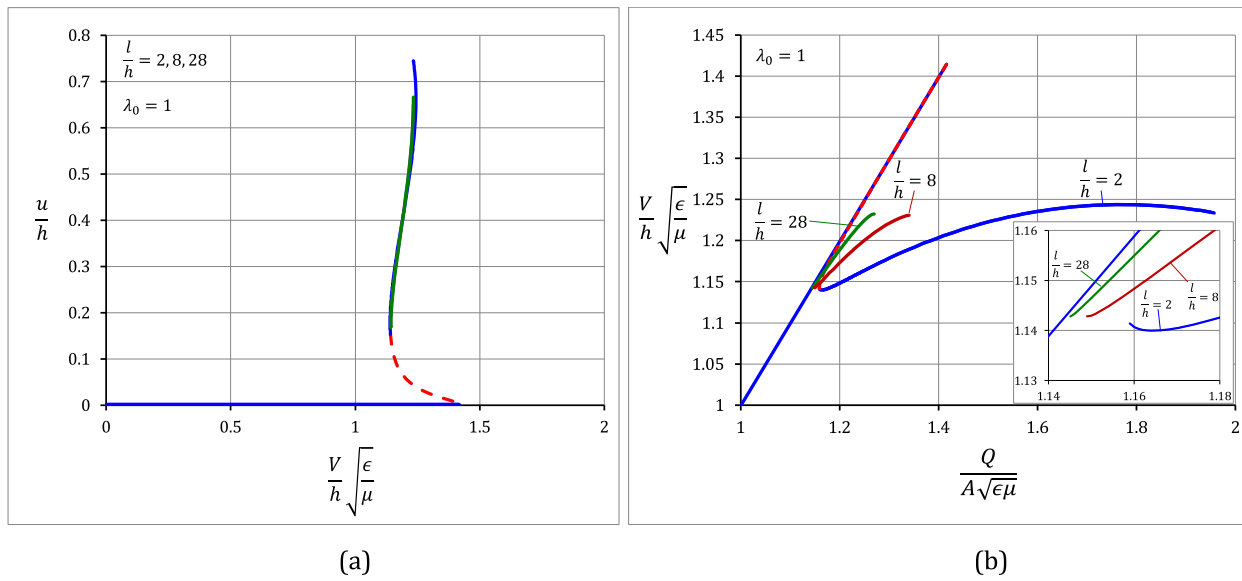 l/h = 2, 8, 28
λ₀ = 1
0.8
0.7
0.6
0.5
0.4
0.3
0.2
0.1
0
u/h
0 0.5 1 1.5 2
V/h √(ϵ/μ)
(a)
λ₀ = 1
1.45
1.4
1.35
1.3
1.25
1.2
1.15
1.1
1.05
1
V/h √(ϵ/μ)
l/h = 28
l/h = 8
l/h = 2
1.16
1.15
1.14
1.13
l/h = 28
l/h = 2
l/h = 8
1.14 1.16 1.18
1 1.2 1.4 1.6 1.8 2
Q/A√ϵμ
(b)